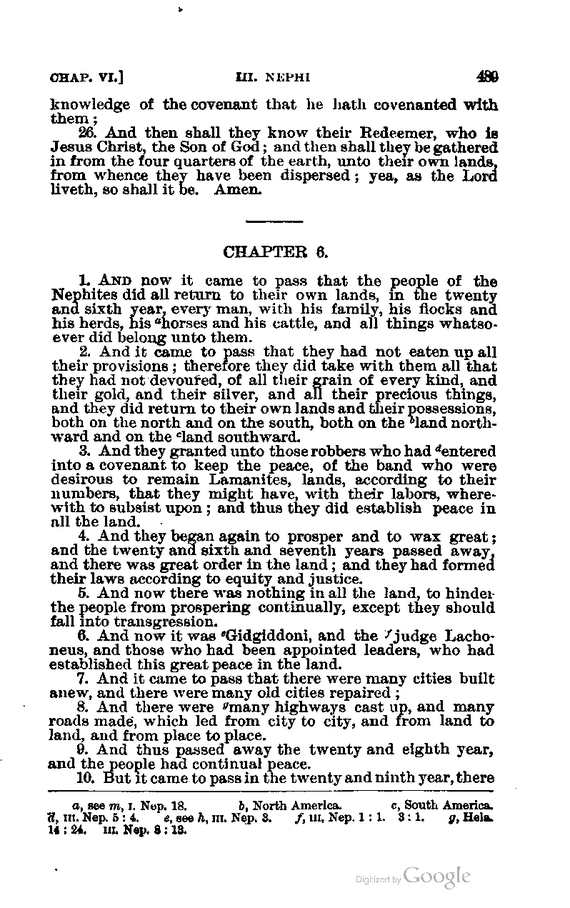 CHAP. VI.] III. NEPHI 489
knowledge of the covenant that he hath covenanted with
them;
26. And then shall they know their Redeemer, who is
Jesus Christ, the Son of God; and then shall they be gathered
in from the four quarters of the earth, unto their own lands,
from whence they have been dispersed; yea, as the Lord
liveth, so shall it be. Amen.
CHAPTER 6.
1. AND now it came to pass that the people of the
Nephites did all return to their own lands, in the twenty
and sixth year, every man, with his family, his flocks and
his herds, his ᵃhorses and his cattle, and all things whatso-
ever did belong unto them.
2. And it came to pass that they had not eaten up all
their provisions; therefore they did take with them all that
they had not devoured, of all their grain of every kind, and
their gold, and their silver, and all their precious things,
and they did return to their own lands and their possessions,
both on the north and on the south, both on the ᵇland north-
ward and on the ᶜland southward.
3. And they granted unto those robbers who had ᵈentered
into a covenant to keep the peace, of the band who were
desirous to remain Lamanites, lands, according to their
numbers, that they might have, with their labors, where-
with to subsist upon; and thus they did establish peace in
all the land.
4. And they began again to prosper and to wax great;
and the twenty and sixth and seventh years passed away,
and there was great order in the land; and they had formed
their laws according to equity and justice.
5. And now there was nothing in all the land, to hinder
the people from prospering continually, except they should
fall into transgression.
6. And now it was ᵉGidgiddoni, and the ᶠjudge Lacho-
neus, and those who had been appointed leaders, who had
established this great peace in the land.
7. And it came to pass that there were many cities built
anew, and there were many old cities repaired;
8. And there were ᵍmany highways cast up, and many
roads made, which led from city to city, and from land to
land, and from place to place.
9. And thus passed away the twenty and eighth year,
and the people had continual peace.
10. But it came to pass in the twenty and ninth year, there
a, see m, I. Nep. 18. b, North America. c, South America.
d, III. Nep. 5 : 4. e, see h, III. Nep. 3. f, III. Nep. 1 : 1. 3 : 1. g, Hela.
14 : 24. III. Nep. 8 : 13.
Digitized by Google